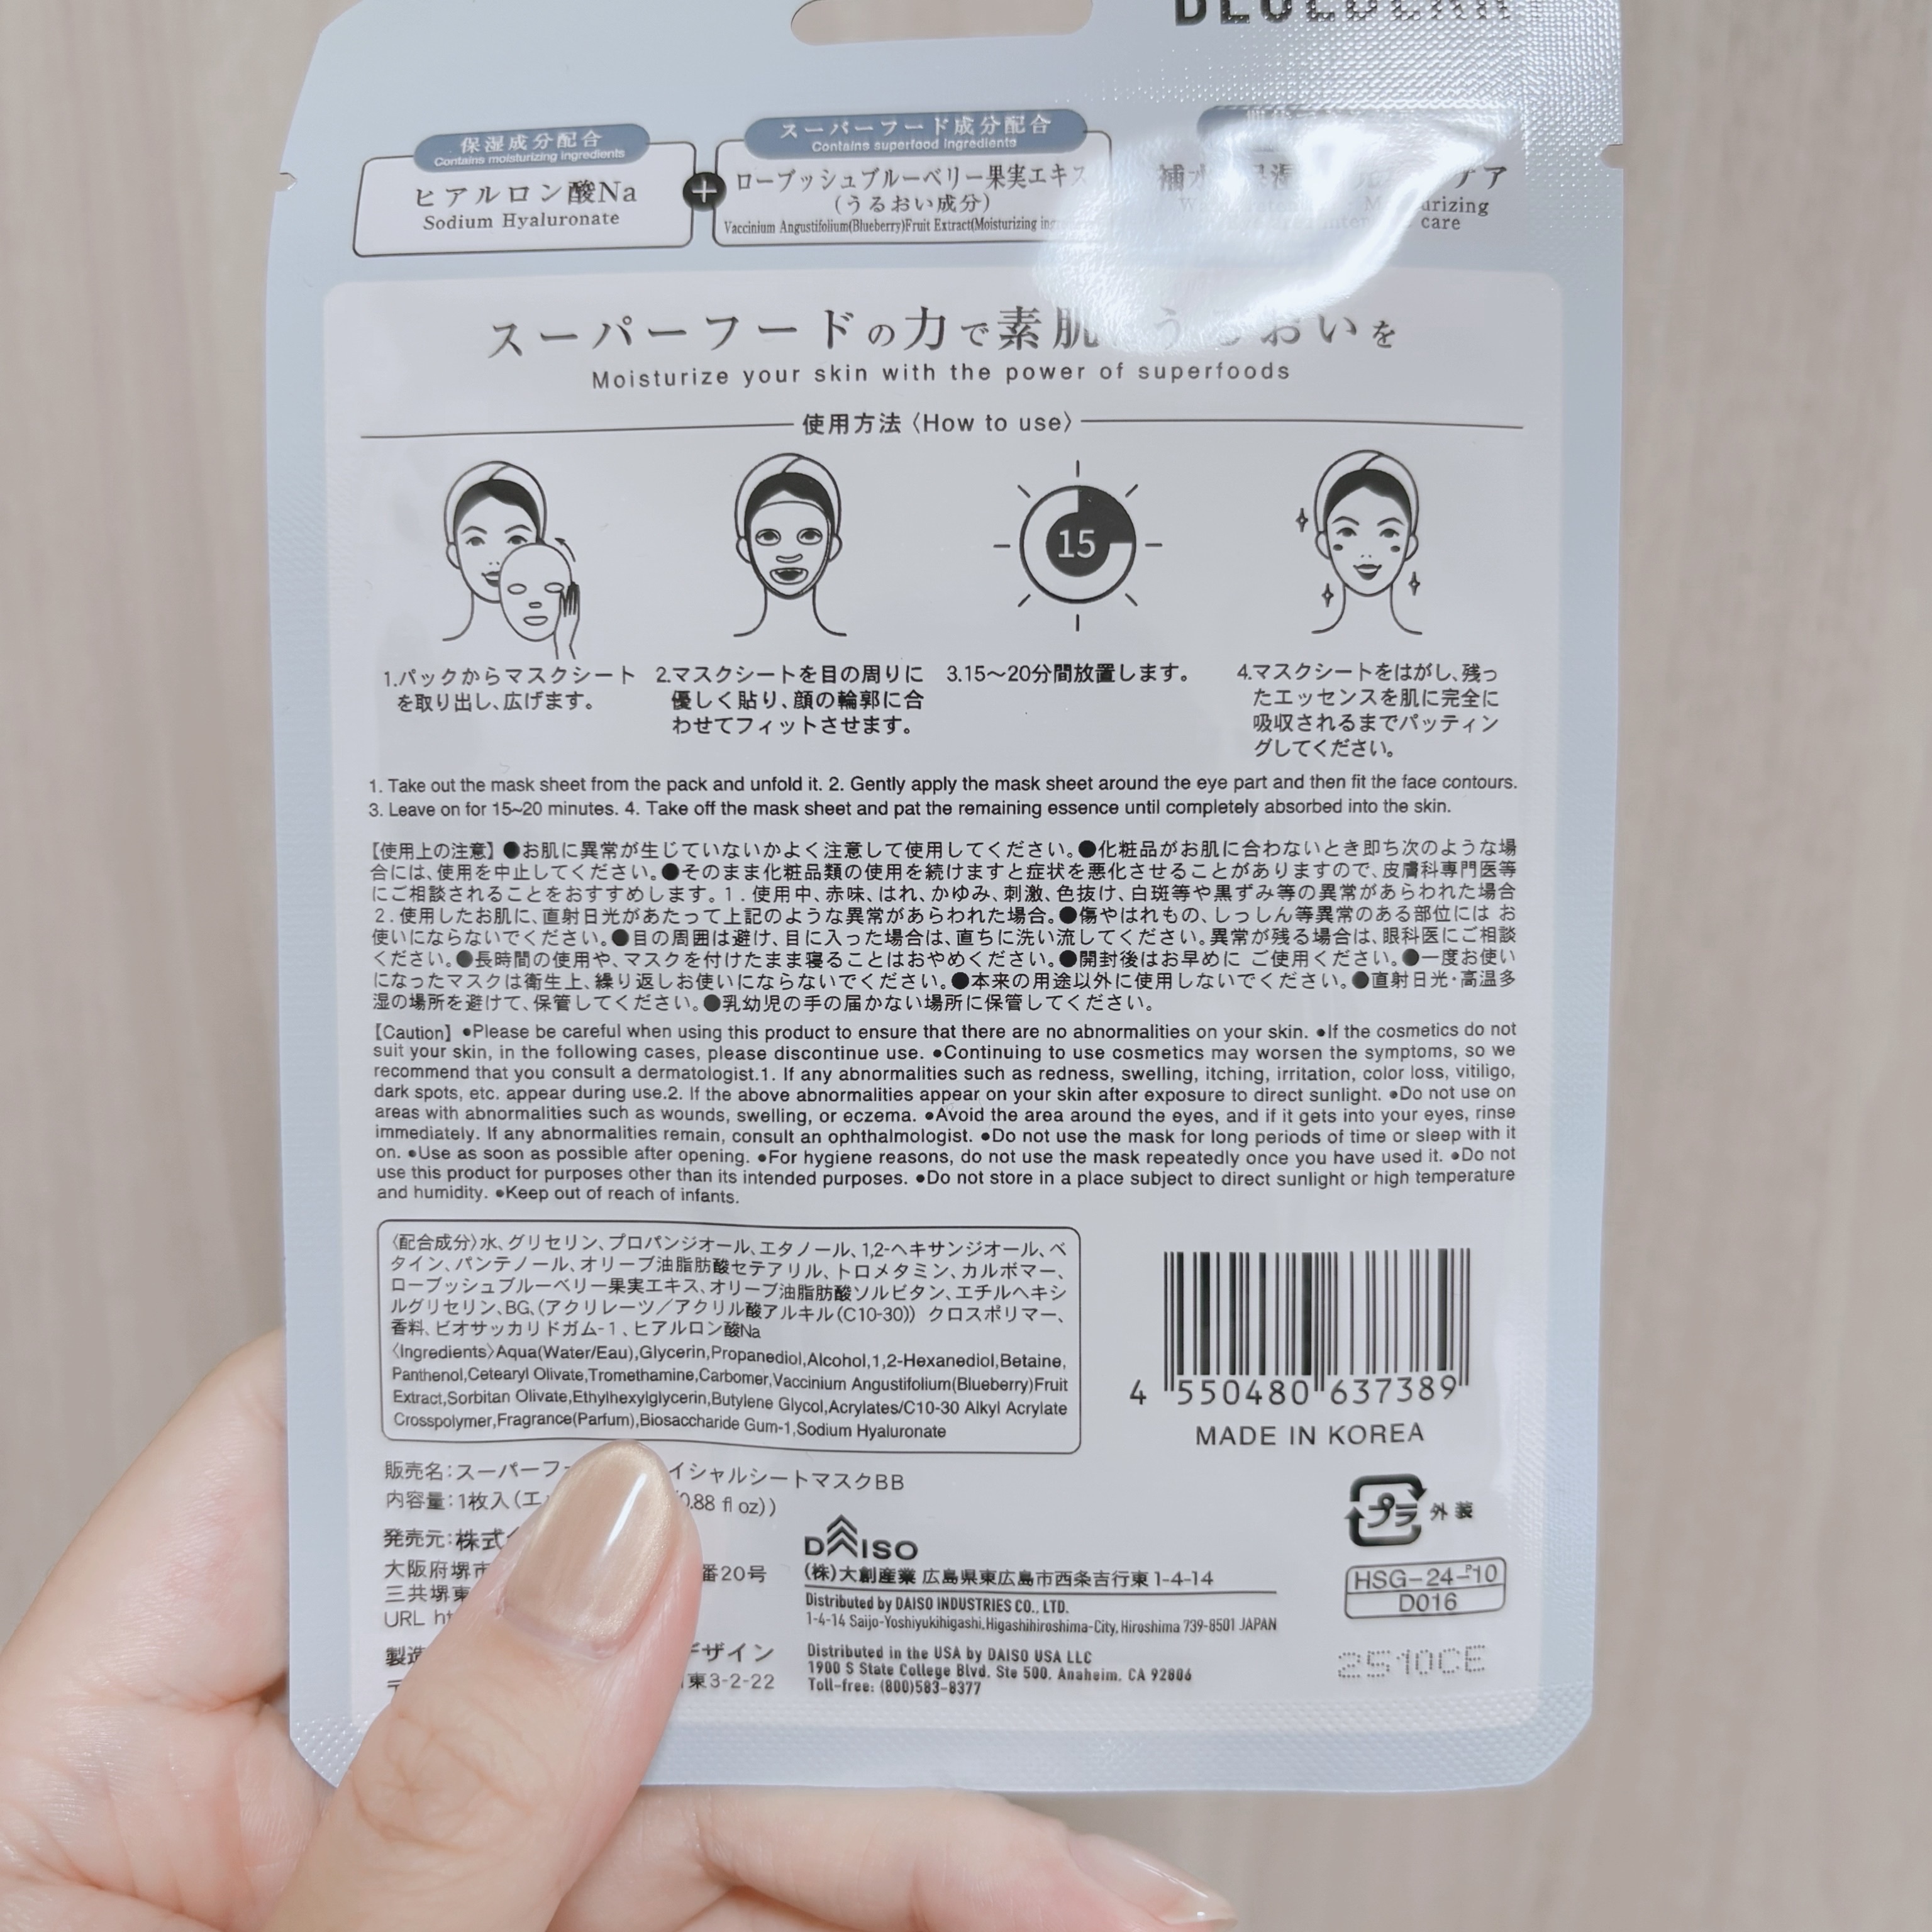 保湿成分配合
Contains moisturizing ingredients
ヒアルロン酸Na
Sodium Hyaluronate
+
スーパーフード成分配合
Contains superfood ingredients
ローブッシュブルーベリー果実エキス
(うるおい成分)
Vaccinium Angustifolium(Blueberry)Fruit Extract(Moisturizing
care
スーパーフードの力で素肌 うるおいを
Moisturize your skin with the power of superfoods
使用方法〈How to use〉
15
1.パックからマスクシート
を取り出し、広げます。
2.マスクシートを目の周りに
優しく貼り、顔の輪郭に合
わせてフィットさせます。
3.15〜20分間放置します。
4.マスクシートをはがし、残っ
たエッセンスを肌に完全に
吸収されるまでパッティン
グしてください。
1. Take out the mask sheet from the pack and unfold it. 2. Gently apply the mask sheet around the eye part and then fit the face contours.
3. Leave on for 15~20 minutes. 4. Take off the mask sheet and pat the remaining essence until completely absorbed into the skin.
【使用上の注意】●お肌に異常が生じていないかよく注意して使用してください。●化粧品がお肌に合わないとき即ち次のような場
合には、使用を中止してください。●そのまま化粧品類の使用を続けますと症状を悪化させることがありますので、皮膚科専門医等
にご相談されることをおすすめします。1.使用中、赤味、はれ、かゆみ、刺激、色抜け、白斑等や黒ずみ等の異常があらわれた場合
2.使用したお肌に、直射日光があたって上記のような異常があらわれた場合。●傷やはれもの、しっしん等異常のある部位には お
使いにならないでください。●目の周囲は避け、目に入った場合は、直ちに洗い流してください。異常が残る場合は、眼科医にご相談
ください。●長時間の使用や、マスクを付けたまま寝ることはおやめください。●開封後はお早めに ご使用ください。●一度お使い
になったマスクは衛生上、繰り返しお使いにならないでください。●本来の用途以外に使用しないでください。●直射日光・高温多
湿の場所を避けて、保管してください。●乳幼児の手の届かない場所に保管してください。
【Caution】●Please be careful when using this product to ensure that there are no abnormalities on your skin. ●If the cosmetics do not
suit your skin, in the following cases, please discontinue use. ●Continuing to use cosmetics may worsen the symptoms, so we
recommend that you consult a dermatologist.1. If any abnormalities such as redness, swelling, itching, irritation, color loss, vitiligo,
dark spots, etc. appear during use.2. If the above abnormalities appear on your skin after exposure to direct sunlight. ●Do not use on
areas with abnormalities such as wounds, swelling, or eczema. ●Avoid the area around the eyes, and if it gets into your eyes, rinse
immediately. If any abnormalities remain, consult an ophthalmologist. ●Do not use the mask for long periods of time or sleep with it
on. ●Use as soon as possible after opening. ●For hygiene reasons, do not use the mask repeatedly once you have used it. ●Do not
use this product for purposes other than its intended purposes. ●Do not store in a place subject to direct sunlight or high temperature
and humidity. ●Keep out of reach of infants.
〈配合成分〉水、グリセリン、プロパンジオール、エタノール、1,2-ヘキサンジオール、ベ
タイン、パンテノール、オリーブ油脂肪酸セテアリル、トロメタミン、カルボマー、
ローブッシュブルーベリー果実エキス、オリーブ油脂肪酸ソルビタン、エチルヘキシ
ルグリセリン、BG、(アクリレーツ／アクリル酸アルキル(C10-30)) クロスポリマー、
香料、ビオサッカリドガム-1、ヒアルロン酸Na
〈Ingredients〉Aqua(Water/Eau),Glycerin,Propanediol,Alcohol,1,2-Hexanediol,Betaine,
Panthenol,Cetearyl Olivate,Tromethamine,Carbomer,Vaccinium Angustifolium(Blueberry)Fruit
Extract,Sorbitan Olivate,Ethylhexylglycerin,Butylene Glycol,Acrylates/C10-30 Alkyl Acrylate
Crosspolymer,Fragrance(Parfum),Biosaccharide Gum-1,Sodium Hyaluronate
4 550480 637389
MADE IN KOREA
販売名：スーパーフ イシャルシートマスクBB
内容量：1枚入 0.88 fl oz))
発売元：株式
大阪府堺市 番20号
三共堺東
URL
製造 デザイン
東3-2-22
DAISO
(株)大創産業 広島県東広島市西条吉行東1-4-14
Distributed by DAISO INDUSTRIES CO., LTD.
1-4-14 Saijo-Yoshiyukihigashi,Higashihiroshima-City, Hiroshima 739-8501 JAPAN
Distributed in the USA by DAISO USA LLC
1900 S State College Blvd. Ste 500. Anaheim. CA 92806
Toll-free: (800)583-8377
プラ 外装
HSG-24-P10
D016
2510CE